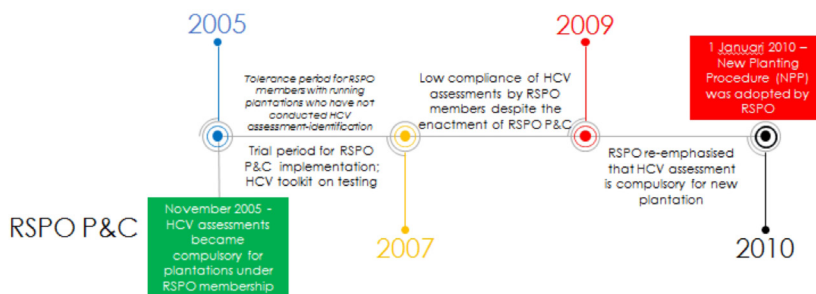 2005
2009
1 Januari 2010 –
New Planting
Procedure (NPP)
was adopted by
RSPO
Tolerance period for RSPO
members with running
plantations who have not
conducted HCV
assessment-identification
Low compliance of HCV
assessments by RSPO
members despite the
enactment of RSPO P&C
Trial period for RSPO
P&C implementation;
HCV toolkit on testing
RSPO re-emphasised
that HCV assessment
is compulsory for new
plantation
RSPO P&C
November 2005 -
HCV assessments
became
compulsory for
plantations under
RSPO membership
2007
2010